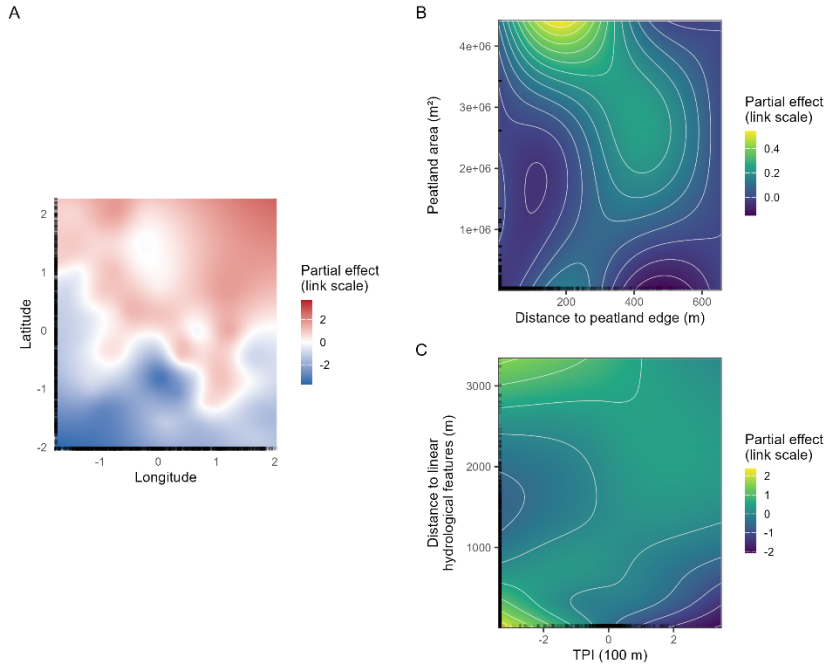 A
2
1
0
-1
-2
Latitude
-1
0
1
2
Longitude
Partial effect
(link scale)
2
0
-2
B
4e+06
3e+06
2e+06
1e+06
Peatland area (m²)
200
400
600
Distance to peatland edge (m)
Partial effect
(link scale)
0.4
0.2
0.0
C
3000
2000
1000
Distance to linear
hydrological features (m)
-2
0
2
TPI (100 m)
Partial effect
(link scale)
2
1
0
-1
-2